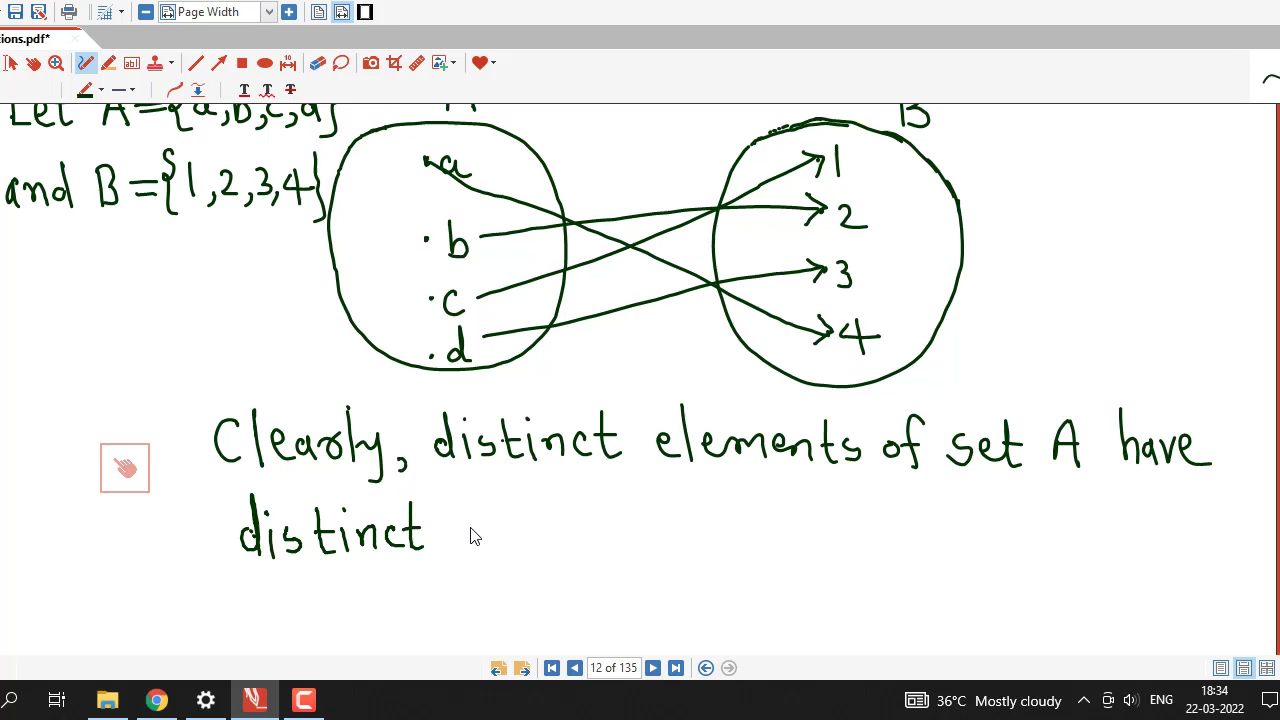 Page Width
ions.pdf*
10
T T T
Let A={a,b,c,d}
B
and B={1,2,3,4}
a
b
c
d
1
2
3
4
Clearly, distinct elements of set A have
distinct
12 of 135
36°C Mostly cloudy
ENG
18:34
22-03-2022